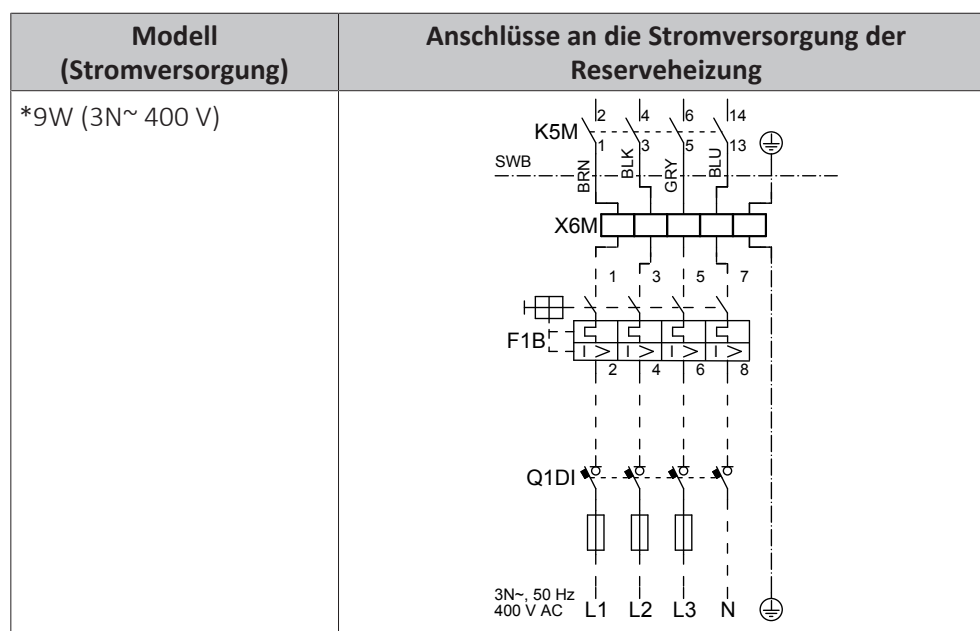 Modell
(Stromversorgung)
Anschlüsse an die Stromversorgung der
Reserveheizung
*9W (3N~ 400 V)
2 4 6 14
K5M
1 3 5 13
SWB
BRN BLK GRY BLU
X6M
1 3 5 7
F1B
I > I > I > I >
2 4 6 8
Q1DI
3N~, 50 Hz
400 V AC L1 L2 L3 N